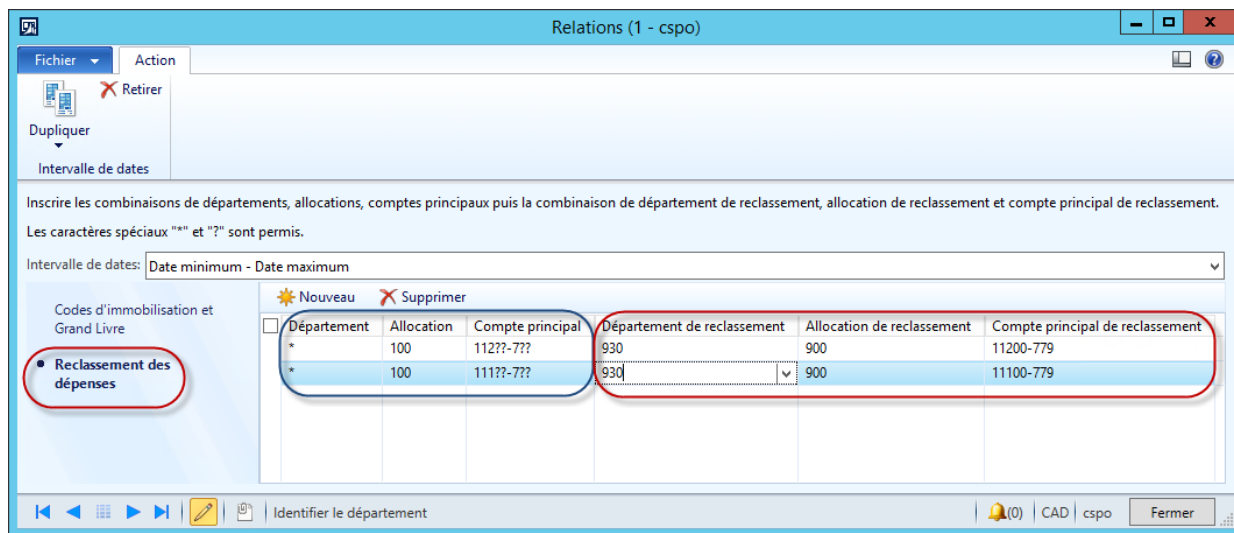 Relations (1 - cspo)
Fichier Action
Retirer
Dupliquer
Intervalle de dates
Inscrire les combinaisons de départements, allocations, comptes principaux puis la combinaison de département de reclassement, allocation de reclassement et compte principal de reclassement.
Les caractères spéciaux "*" et "?" sont permis.
Intervalle de dates: Date minimum - Date maximum
Codes d'immobilisation et
Grand Livre
Reclassement des
dépenses
Nouveau Supprimer
Département Allocation Compte principal Département de reclassement Allocation de reclassement Compte principal de reclassement
* 100 112??-7?? 930 900 11200-779
* 100 111??-7?? 930 900 11100-779
Identifier le département (0) CAD cspo Fermer